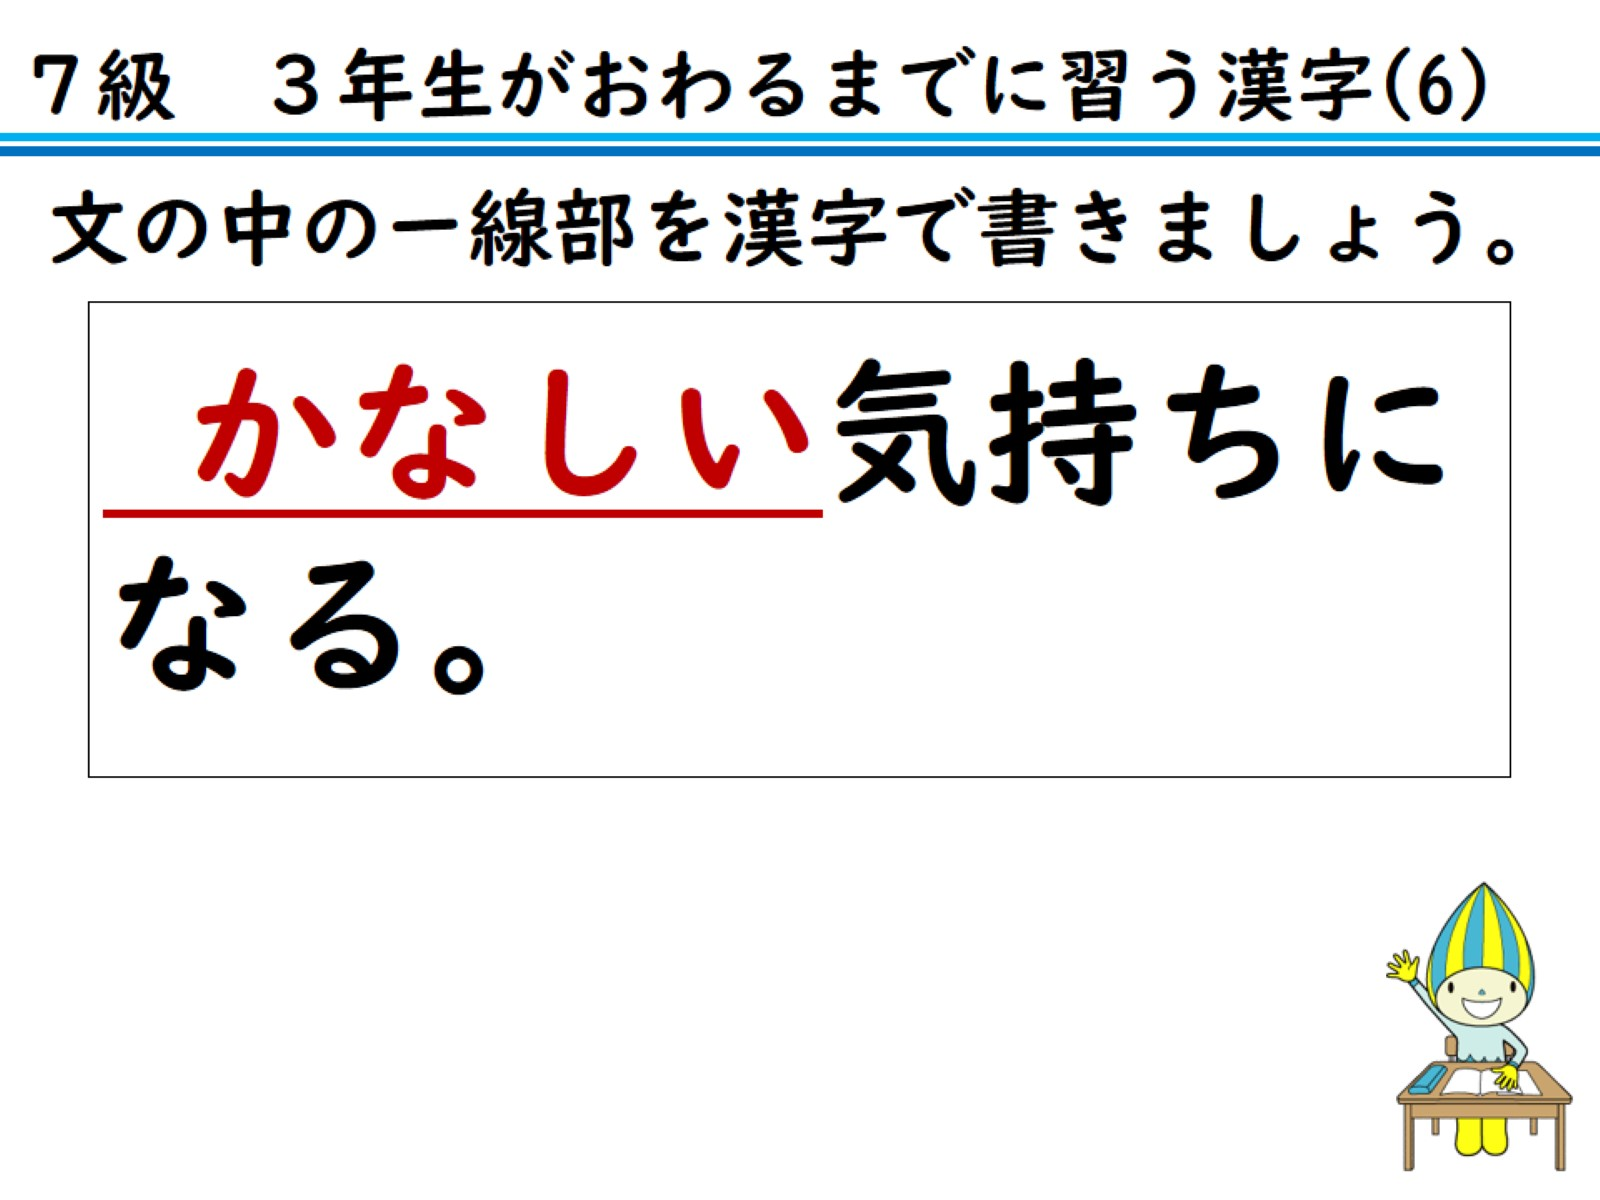 ７級　３年生がおわるまでに習う漢字(6)
文の中の一線部を漢字で書きましょう。
かなしい気持ちに
なる。